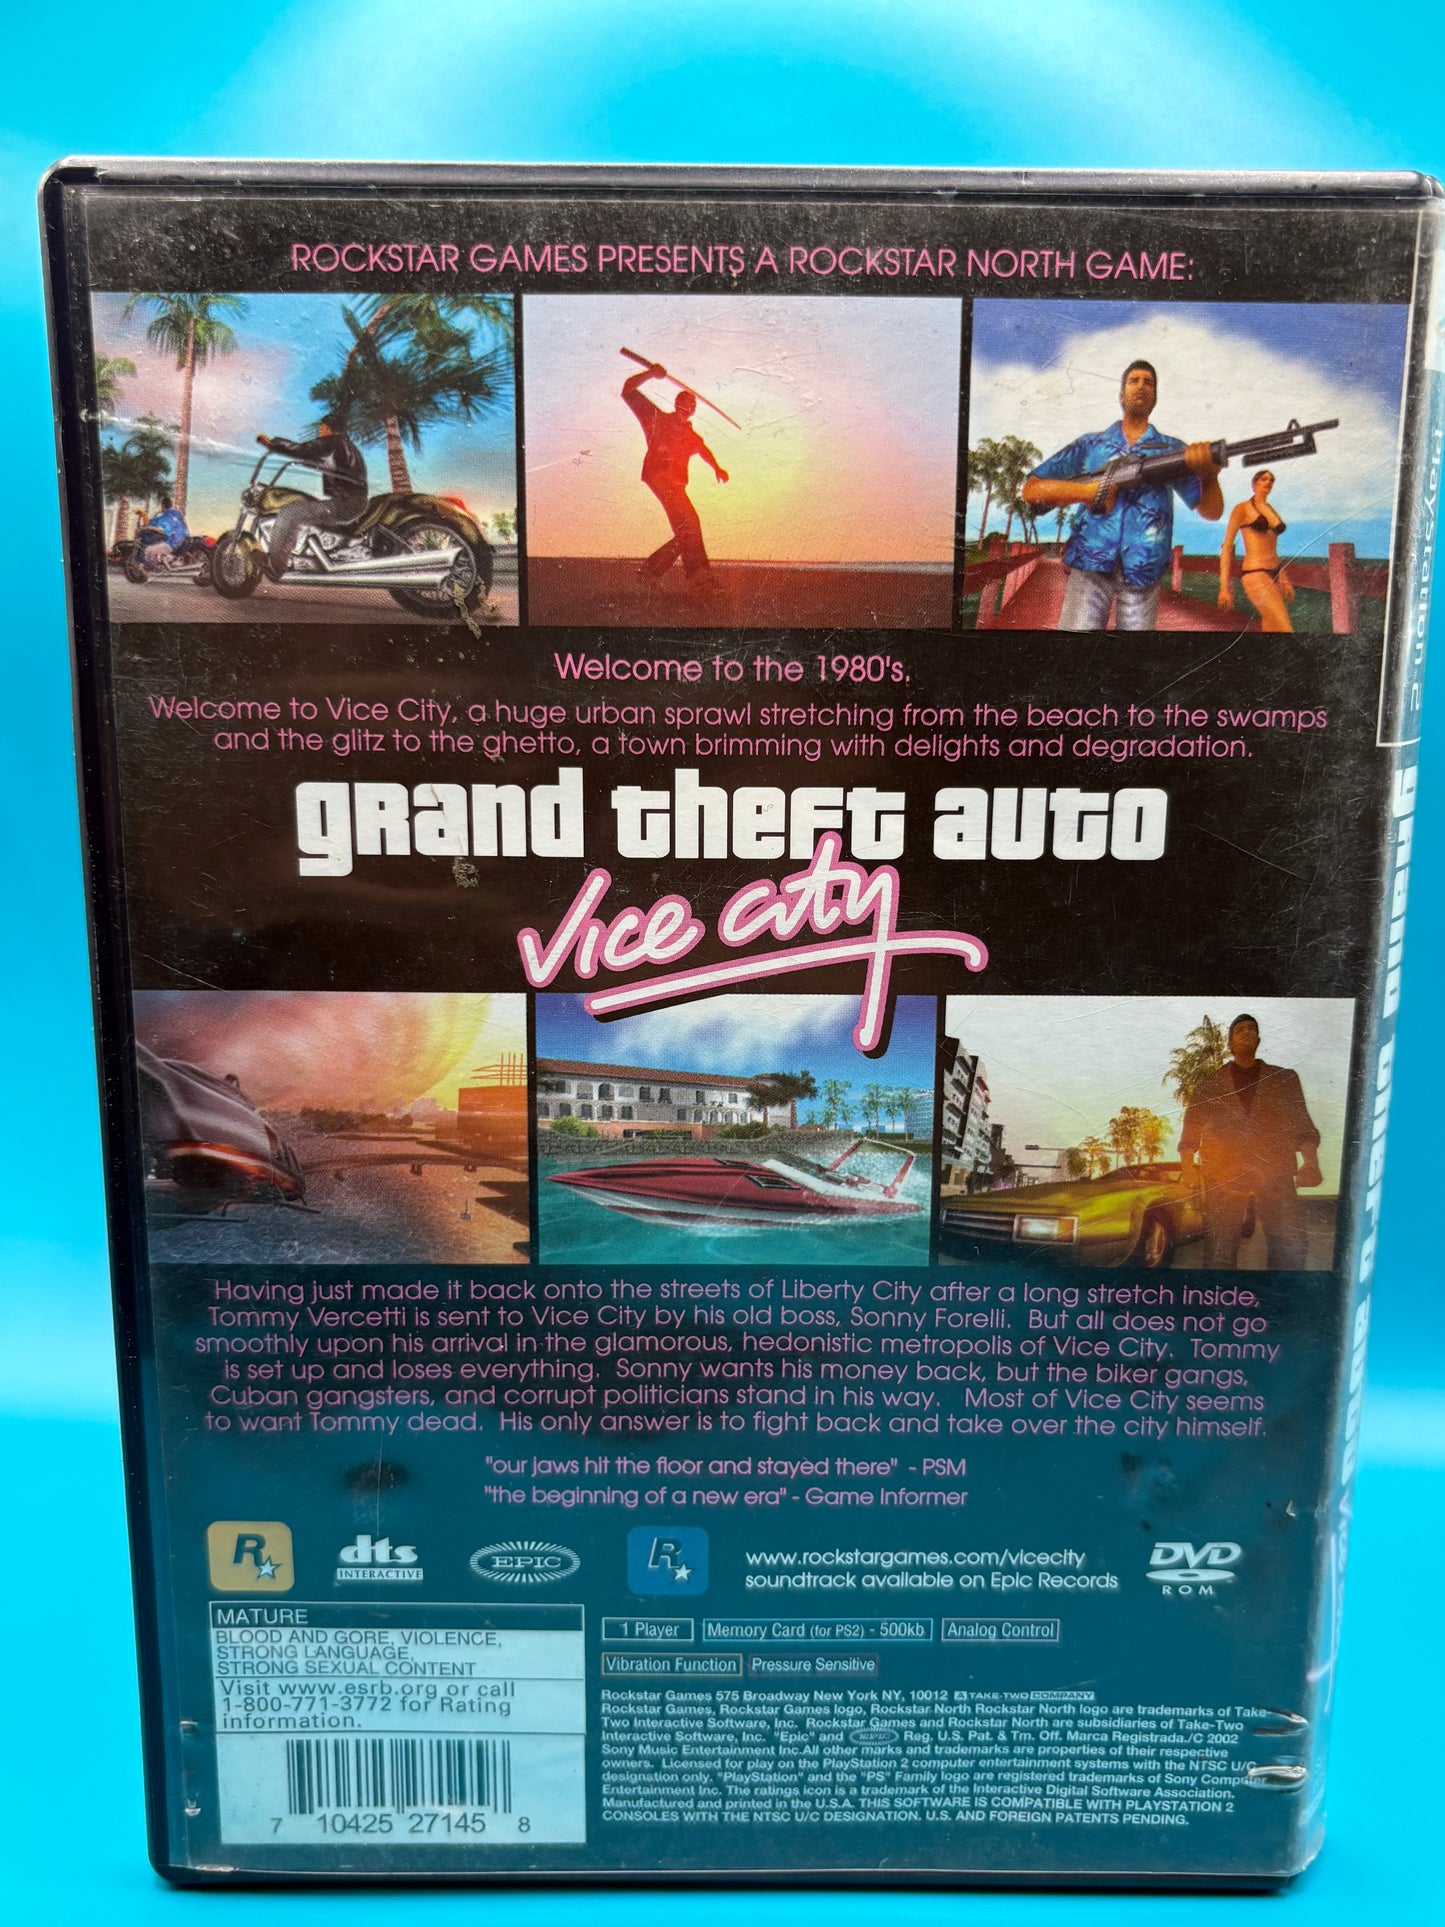 ROCKSTAR GAMES PRESENTS A ROCKSTAR NORTH GAME:
Welcome to the 1980's.
Welcome to Vice City, a huge urban sprawl stretching from the beach to the swamps
and the glitz to the ghetto, a town brimming with delights and degradation.
grand theft auto
Vice City
Having just made it back onto the streets of Liberty City after a long stretch inside,
Tommy Vercetti is sent to Vice City by his old boss, Sonny Forelli. But all does not go
smoothly upon his arrival in the glamorous, hedonistic metropolis of Vice City. Tommy
is set up and loses everything. Sonny wants his money back, but the biker gangs,
Cuban gangsters, and corrupt politicians stand in his way. Most of Vice City seems
to want Tommy dead. His only answer is to fight back and take over the city himself.
"our jaws hit the floor and stayed there" - PSM
"the beginning of a new era" - Game Informer
R
dts
INTERACTIVE
EPIC
R
www.rockstargames.com/vicecity
soundtrack available on Epic Records
DVD
ROM
MATURE
BLOOD AND GORE, VIOLENCE,
STRONG LANGUAGE,
STRONG SEXUAL CONTENT
Visit www.esrb.org or call
1-800-771-3772 for Rating
information.
7 10425 27145 8
1 Player
Memory Card (for PS2) - 500kb
Analog Control
Vibration Function
Pressure Sensitive
Rockstar Games 575 Broadway New York NY, 10012 A TAKE-TWO COMPANY
Rockstar Games, Rockstar Games logo, Rockstar North Rockstar North logo are trademarks of Take-
Two Interactive Software, Inc. Rockstar Games and Rockstar North are subsidiaries of Take-Two
Interactive Software, Inc. "Epic" and EPIC Reg. U.S. Pat. & Tm. Off. Marca Registrada./C 2002
Sony Music Entertainment Inc.All other marks and trademarks are properties of their respective
owners. Licensed for play on the PlayStation 2 computer entertainment systems with the NTSC U/C
designation only. "PlayStation" and the "PS" Family logo are registered trademarks of Sony Computer
Entertainment Inc. The ratings icon is a trademark of the Interactive Digital Software Association.
Manufactured and printed in the U.S.A. THIS SOFTWARE IS COMPATIBLE WITH PLAYSTATION 2
CONSOLES WITH THE NTSC U/C DESIGNATION. U.S. AND FOREIGN PATENTS PENDING.
PlayStation 2
grand theft auto